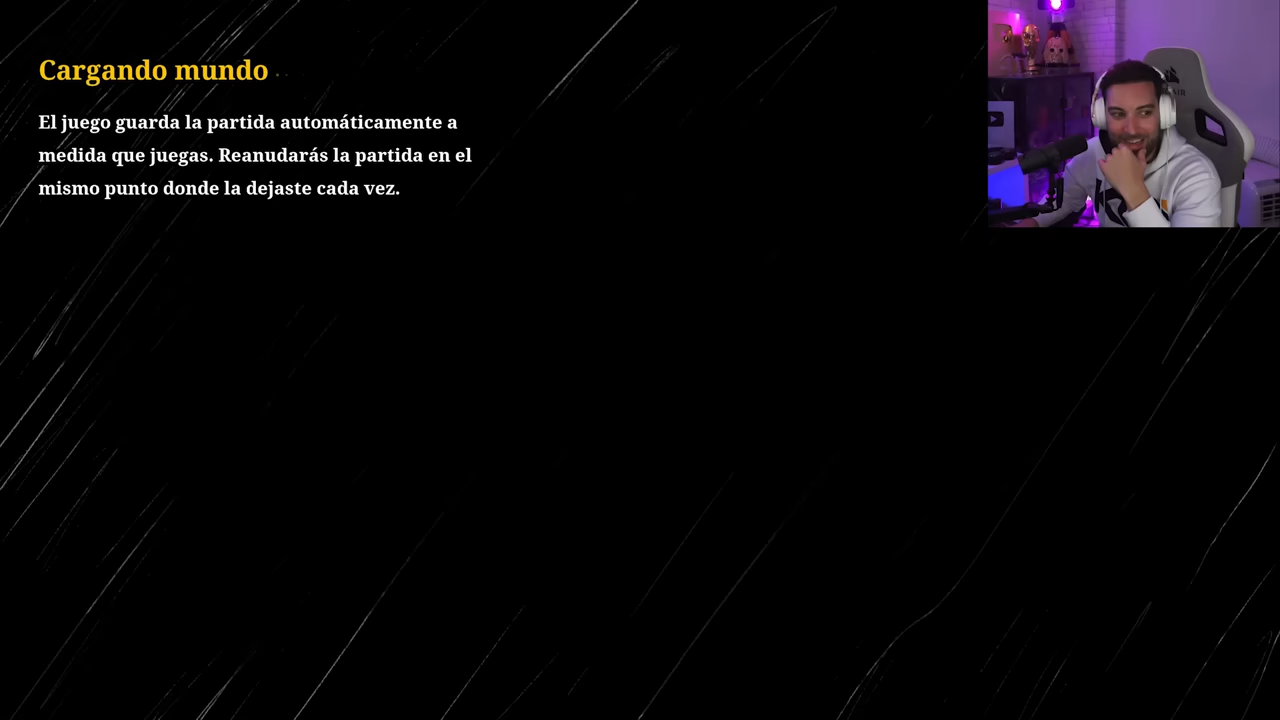 Cargando mundo
El juego guarda la partida automáticamente a
medida que juegas. Reanudarás la partida en el
mismo punto donde la dejaste cada vez.